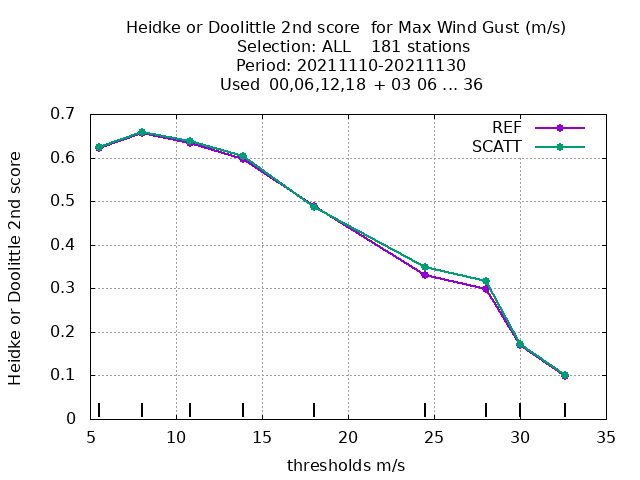 Heidke or Doolittle 2nd score  for Max Wind Gust (m/s)
Selection: ALL    181 stations
Period: 20211110-20211130
Used  00,06,12,18  + 03 06 ... 36
Heidke or Doolittle 2nd score
0.7
0.6
0.5
0.4
0.3
0.2
0.1
0
REF
SCATT
5 10 15 20 25 30 35
thresholds m/s